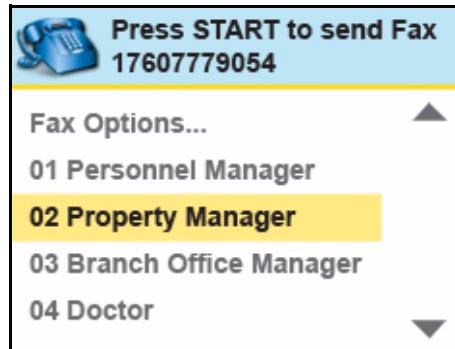 Press START to send Fax
17607779054
Fax Options...
01 Personnel Manager
02 Property Manager
03 Branch Office Manager
04 Doctor